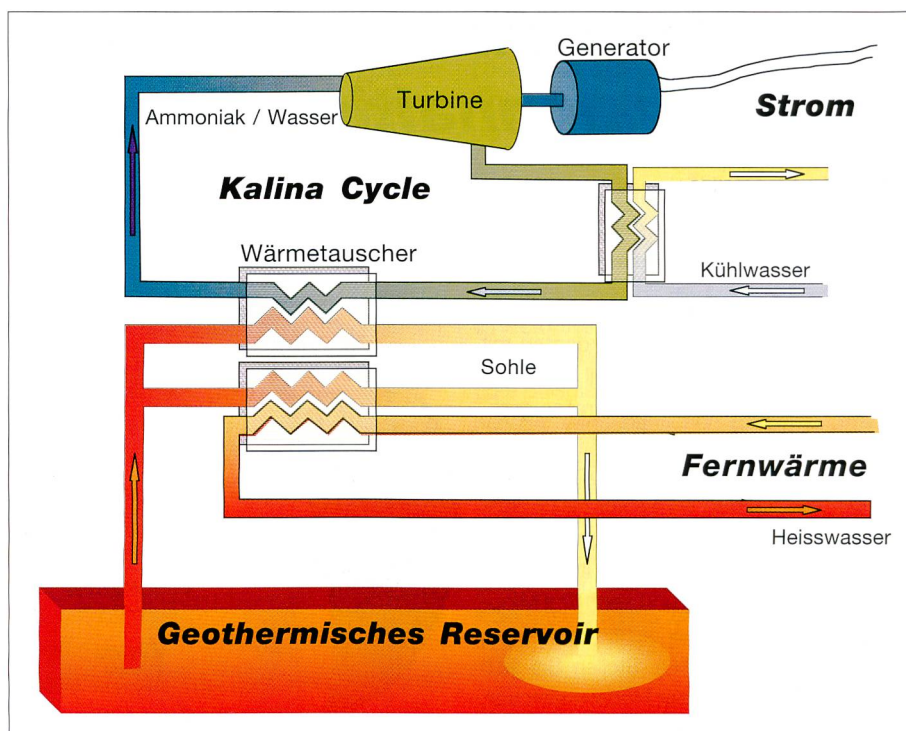 Generator
Turbine
Strom
Ammoniak / Wasser
Kalina Cycle
Wärmetauscher
Kühlwasser
Sohle
Fernwärme
Heisswasser
Geothermisches Reservoir